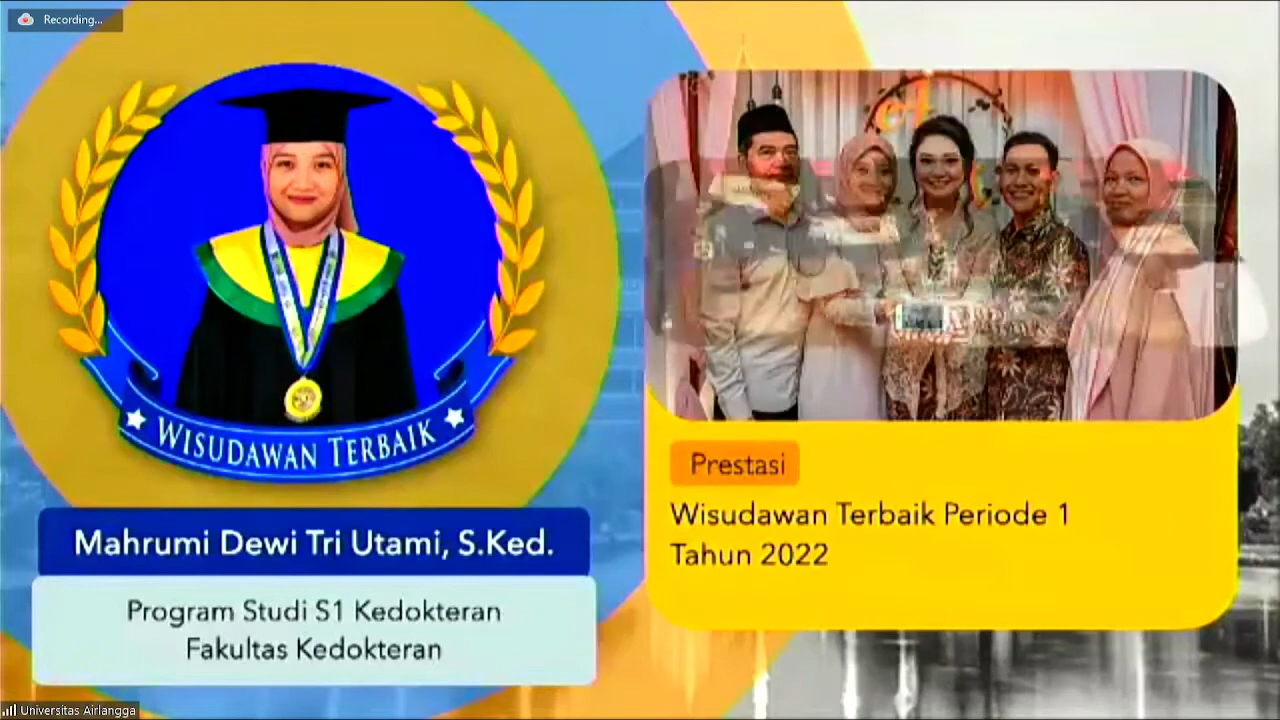 Recording...
WISUDAWAN TERBAIK
Mahrumi Dewi Tri Utami, S.Ked.
Program Studi S1 Kedokteran
Fakultas Kedokteran
Prestasi
Wisudawan Terbaik Periode 1
Tahun 2022
Universitas Airlangga